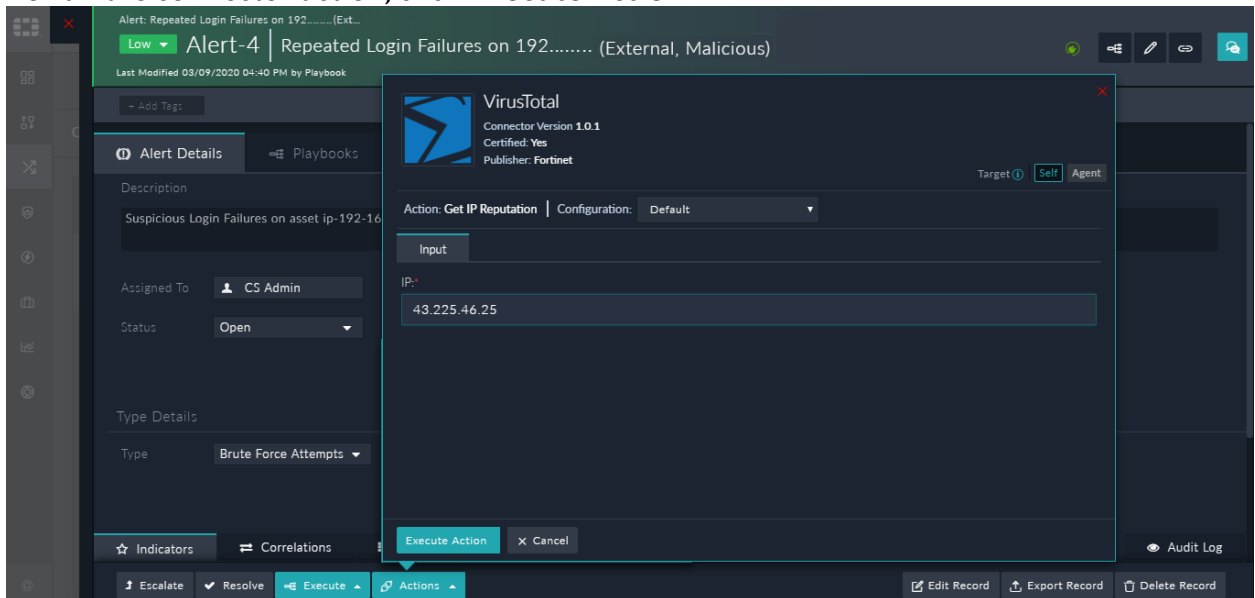 Alert: Repeated Login Failures on 192........(Ext...
Low Alert-4 Repeated Login Failures on 192........ (External, Malicious)
Last Modified 03/09/2020 04:40 PM by Playbook
+ Add Tags
Alert Details Playbooks
Description
Suspicious Login Failures on asset ip-192-16
Assigned To CS Admin
Status Open
Type Details
Type Brute Force Attempts
VirusTotal
Connector Version 1.0.1
Certified: Yes
Publisher: Fortinet
Target Self Agent
Action: Get IP Reputation Configuration: Default
Input
IP:*
43.225.46.25
Execute Action X Cancel
Indicators Correlations Audit Log
Escalate Resolve Execute Actions Edit Record Export Record Delete Record